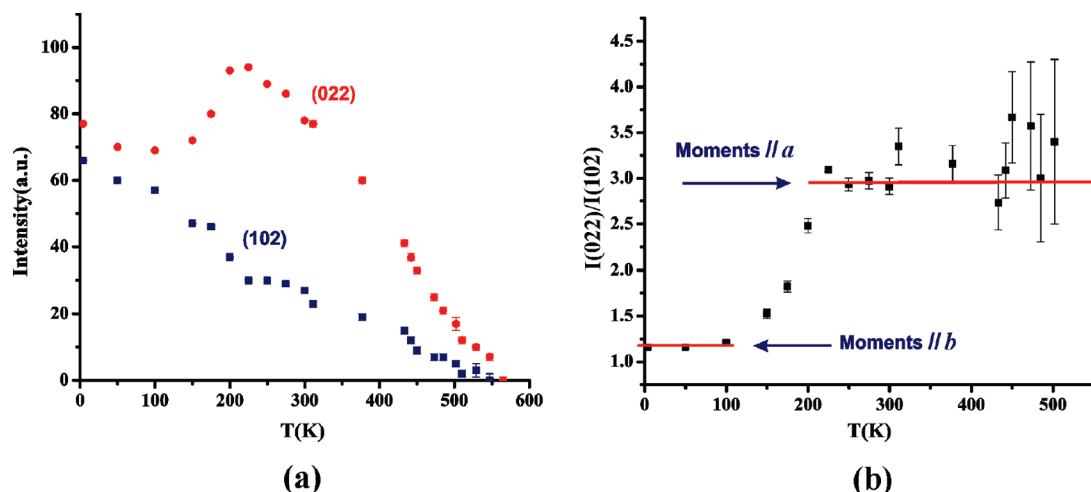 100
80
60
40
20
0
Intensity(a.u.)
(022)
(102)
0 100 200 300 400 500 600
T(K)
(a)
4.5
4.0
3.5
3.0
2.5
2.0
1.5
1.0
I(022)/I(102)
Moments // a
Moments // b
0 100 200 300 400 500
T(K)
(b)